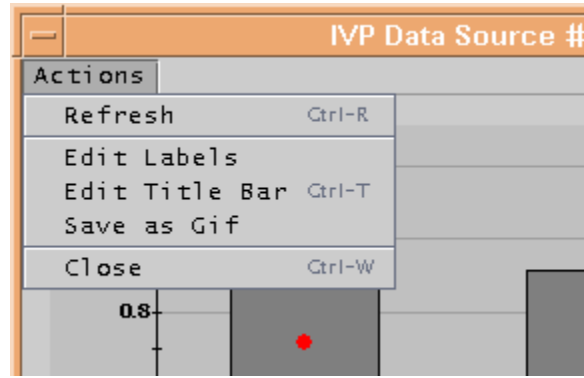 IVP Data Source #
Actions
Refresh Ctrl-R
Edit Labels
Edit Title Bar Ctrl-T
Save as Gif
Close Ctrl-W
0.8